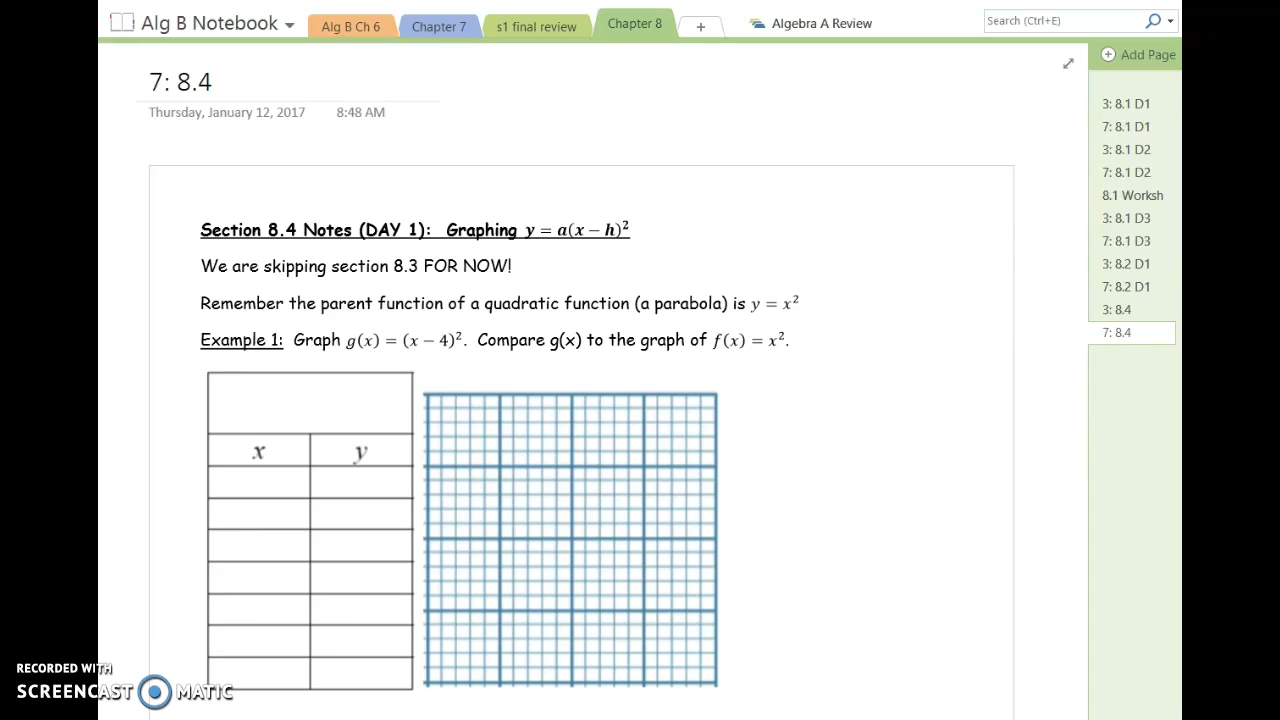 Alg B Notebook
Alg B Ch 6
Chapter 7
s1 final review
Chapter 8
+
Algebra A Review
Search (Ctrl+E)
Add Page
7: 8.4
Thursday, January 12, 2017 8:48 AM
3: 8.1 D1
7: 8.1 D1
3: 8.1 D2
7: 8.1 D2
8.1 Worksh
3: 8.1 D3
7: 8.1 D3
3: 8.2 D1
7: 8.2 D1
3: 8.4
7: 8.4
Section 8.4 Notes (DAY 1): Graphing y = a(x − h)²
We are skipping section 8.3 FOR NOW!
Remember the parent function of a quadratic function (a parabola) is y = x²
Example 1: Graph g(x) = (x − 4)². Compare g(x) to the graph of f(x) = x².
x y
RECORDED WITH
SCREENCAST MATIC